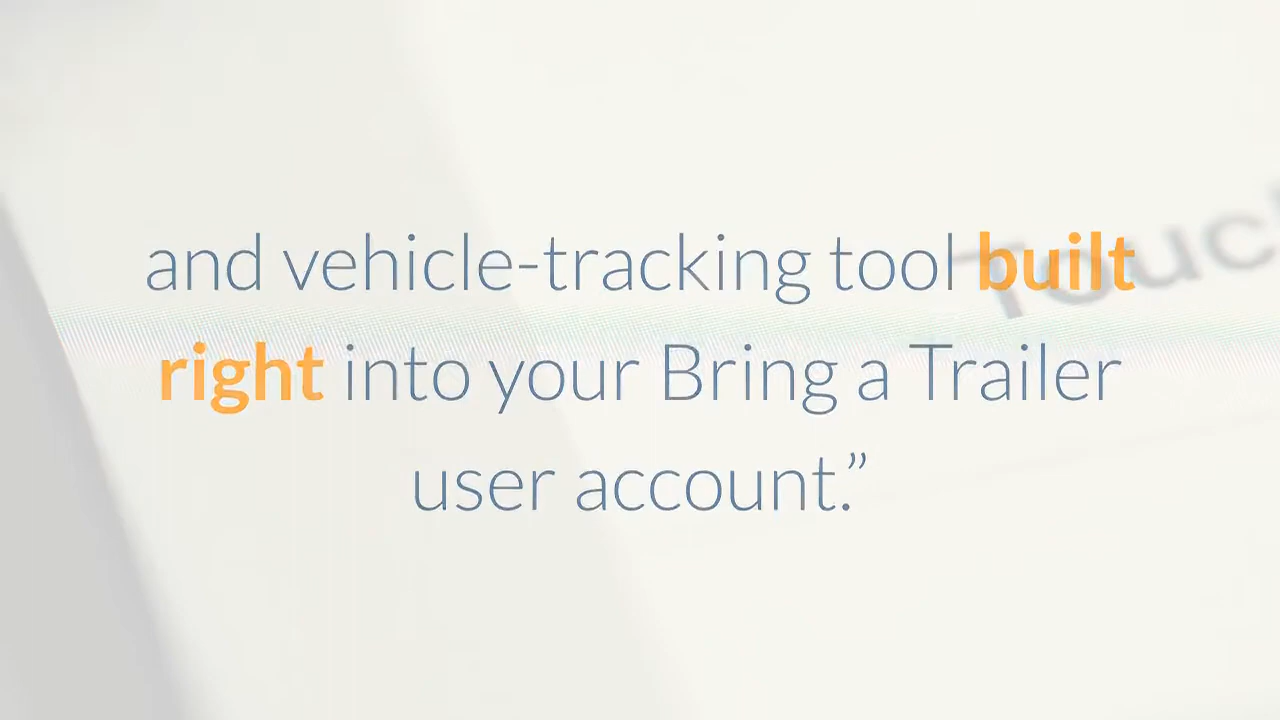 and vehicle-tracking tool built
right into your Bring a Trailer
user account.”